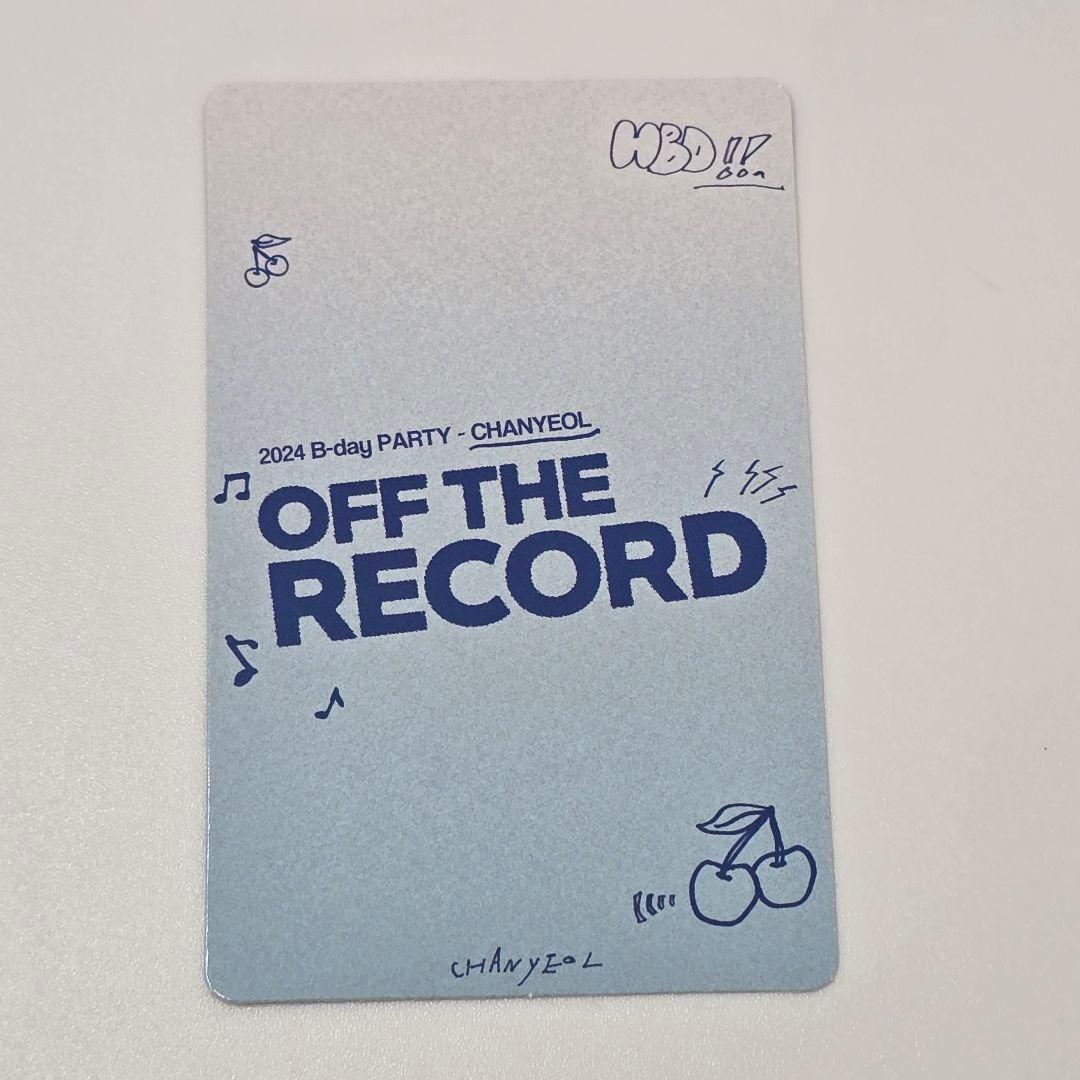 HBD!!
2024 B-day PARTY - CHANYEOL
OFF THE
RECORD
CHANYEOL